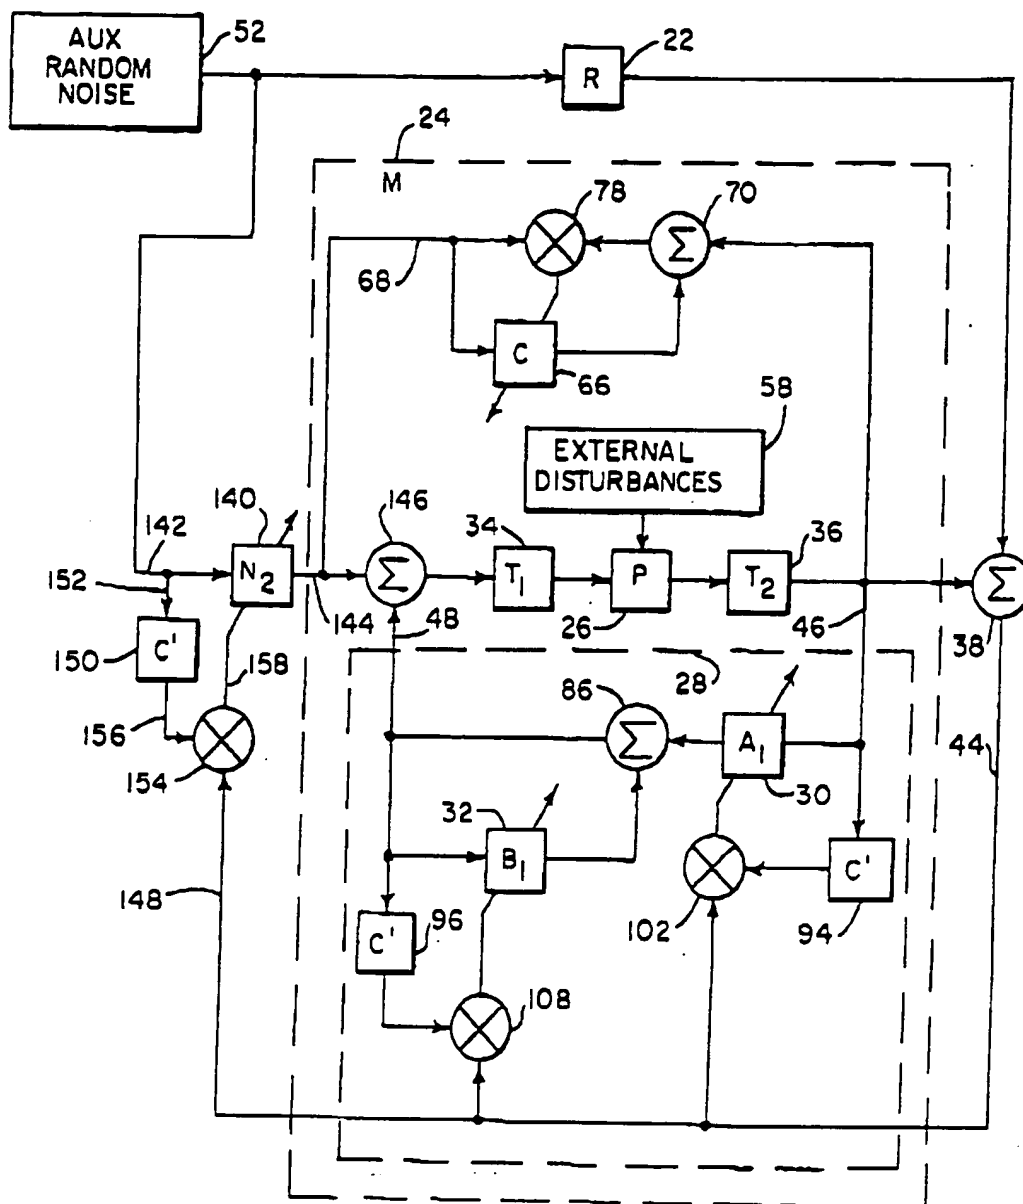 AUX
RANDOM
NOISE
52
22
R
24
M
78
70
Σ
68
C
66
58
EXTERNAL
DISTURBANCES
140
146
34
36
142
152
N2
Σ
T1
P
T2
Σ
144
48
26
46
38
150
C'
158
28
86
Σ
A1
156
154
44
32
30
B1
148
102
C'
94
C'
96
108